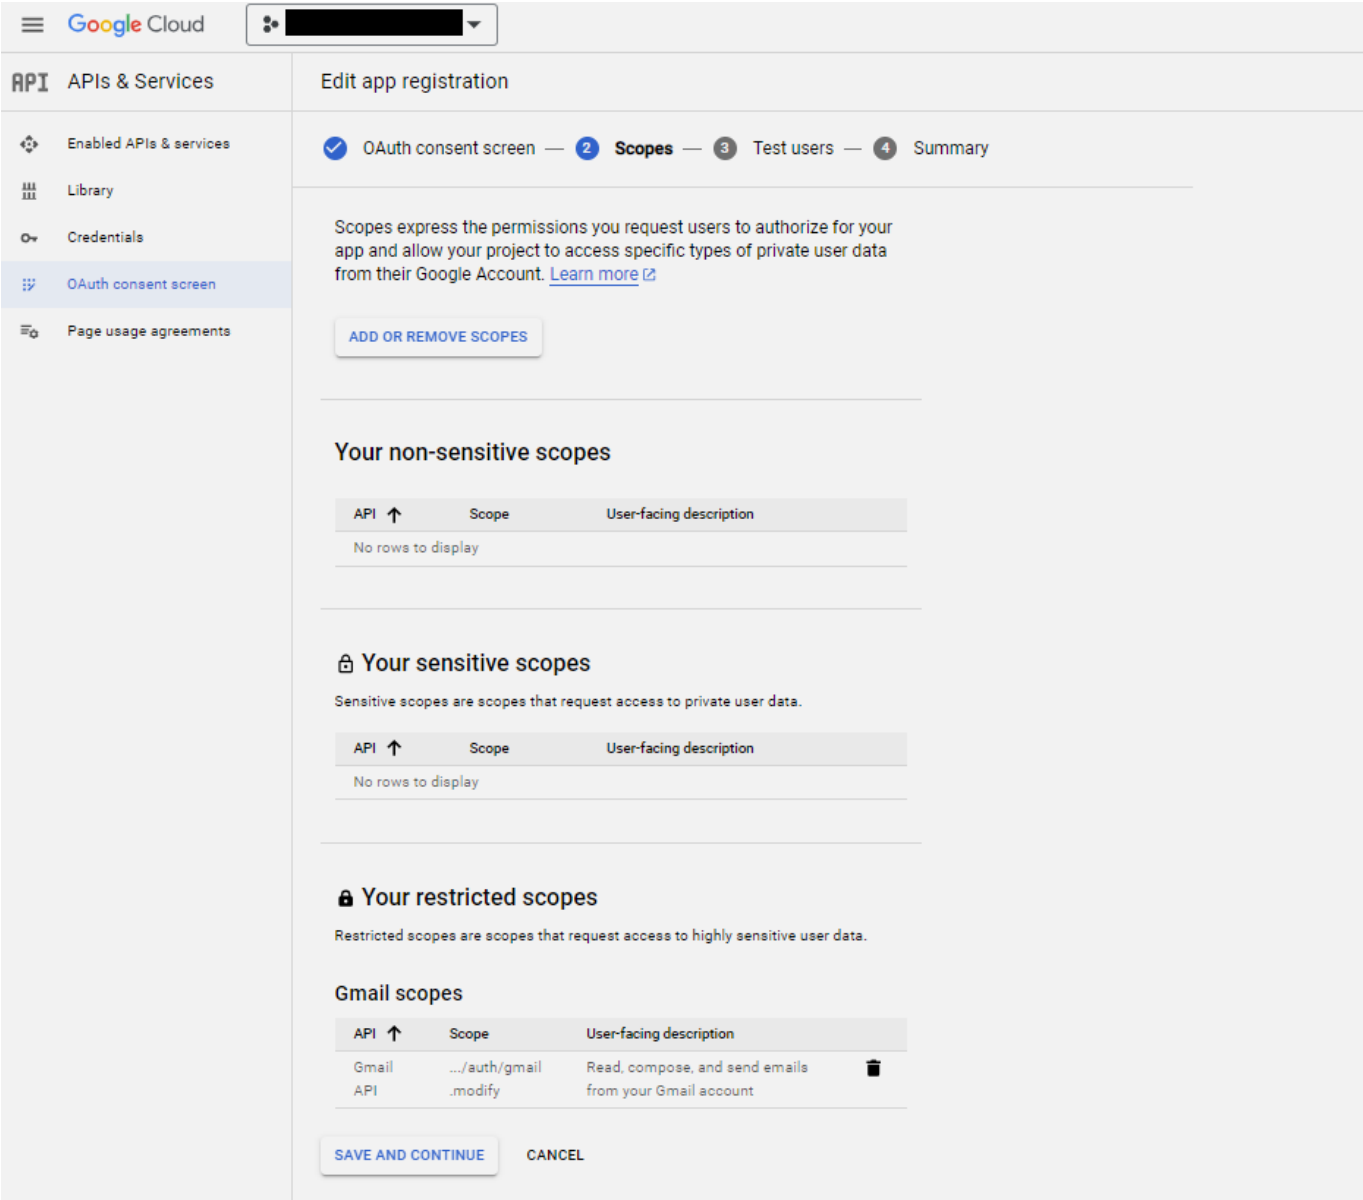 Google Cloud
API APIs & Services
Edit app registration
Enabled APIs & services
Library
Credentials
OAuth consent screen
Page usage agreements
OAuth consent screen — 2 Scopes — 3 Test users — 4 Summary
Scopes express the permissions you request users to authorize for your
app and allow your project to access specific types of private user data
from their Google Account. Learn more
ADD OR REMOVE SCOPES
Your non-sensitive scopes
API Scope User-facing description
No rows to display
Your sensitive scopes
Sensitive scopes are scopes that request access to private user data.
API Scope User-facing description
No rows to display
Your restricted scopes
Restricted scopes are scopes that request access to highly sensitive user data.
Gmail scopes
API Scope User-facing description
Gmail .../auth/gmail Read, compose, and send emails
API .modify from your Gmail account
SAVE AND CONTINUE CANCEL